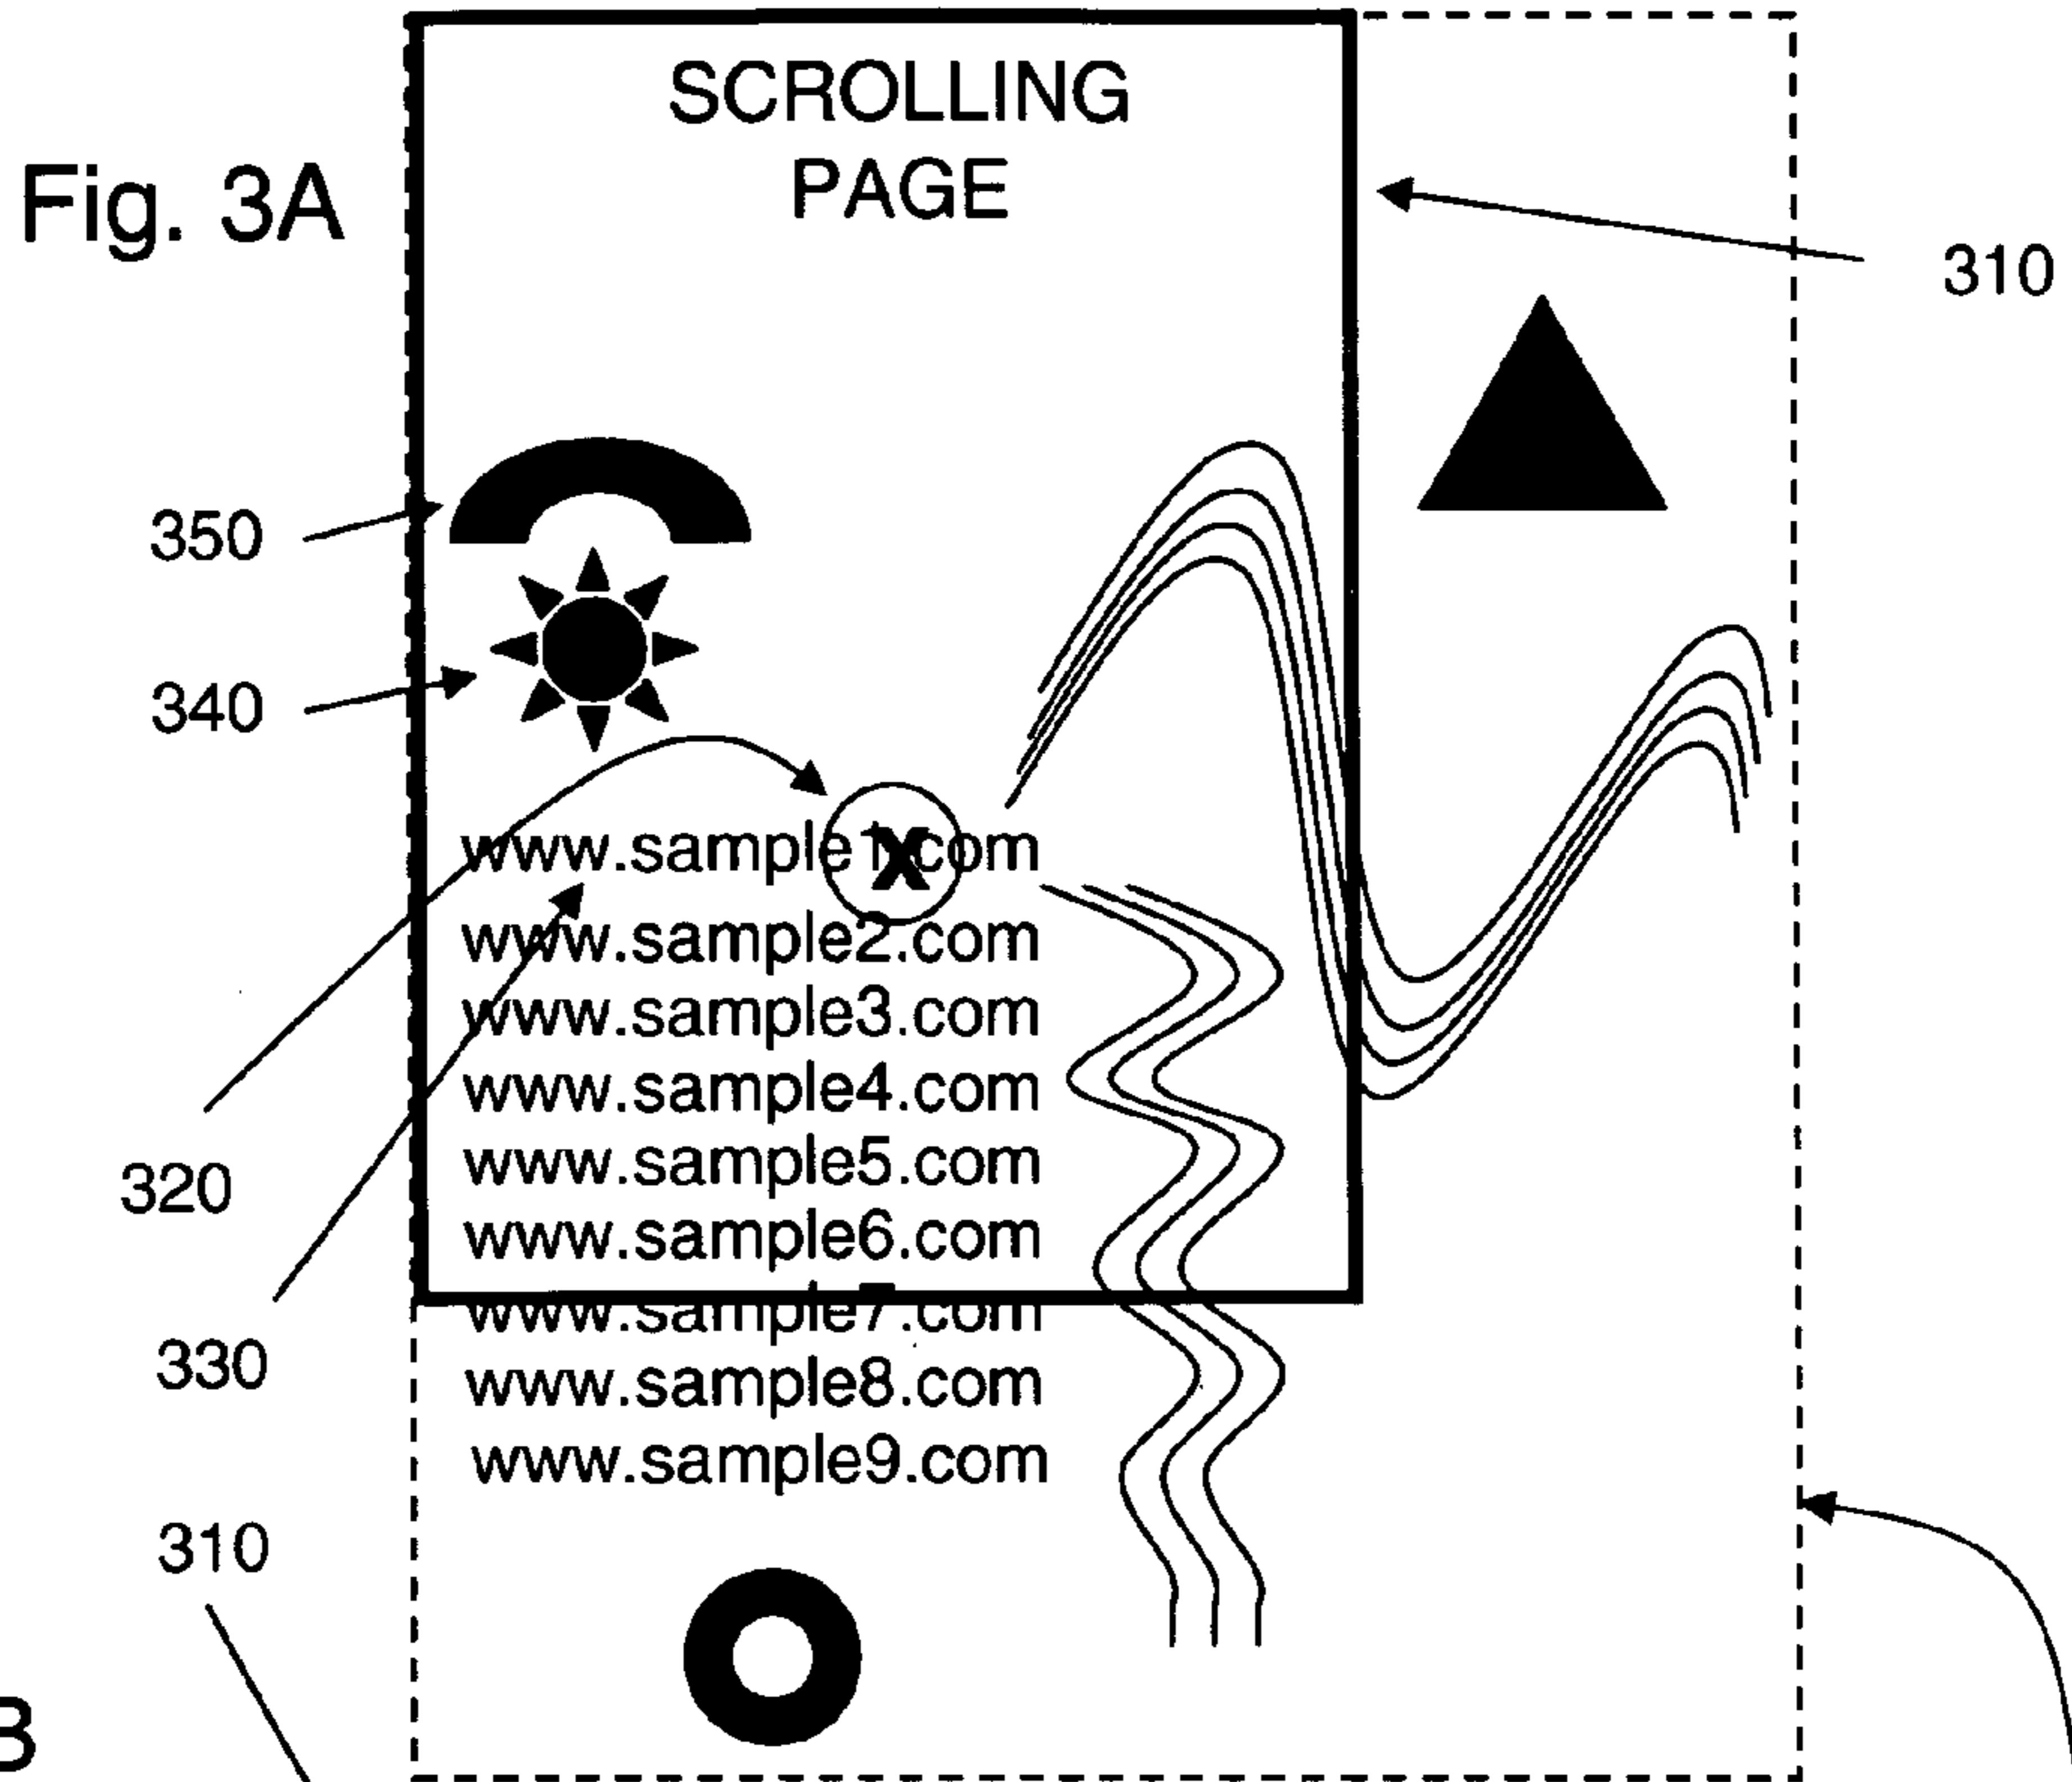 SCROLLING
PAGE
Fig. 3A
310
350
340
www.sample1.com
X
www.sample2.com
www.sample3.com
www.sample4.com
www.sample5.com
320
www.sample6.com
www.sample7.com
330
www.sample8.com
www.sample9.com
310
B